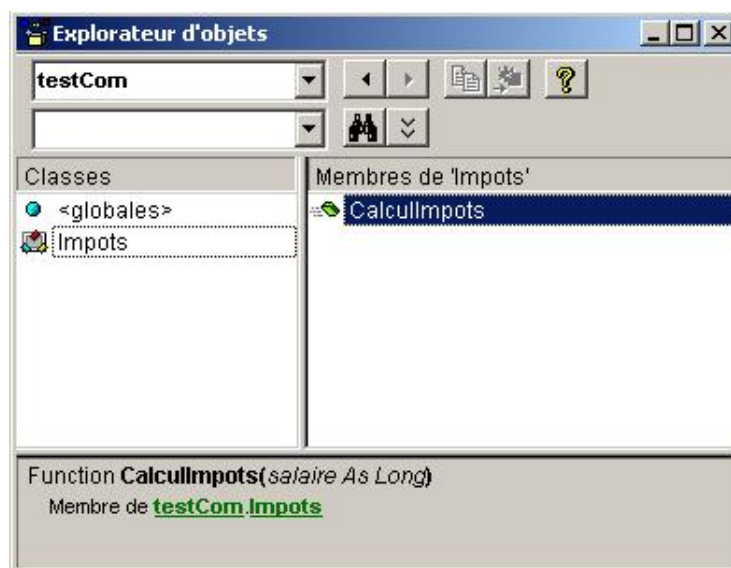 Explorateur d'objets
testCom
Classes
Membres de 'Impots'
<globales>
CalculImpots
Impots
Function CalculImpots(salaire As Long)
Membre de testCom.Impots